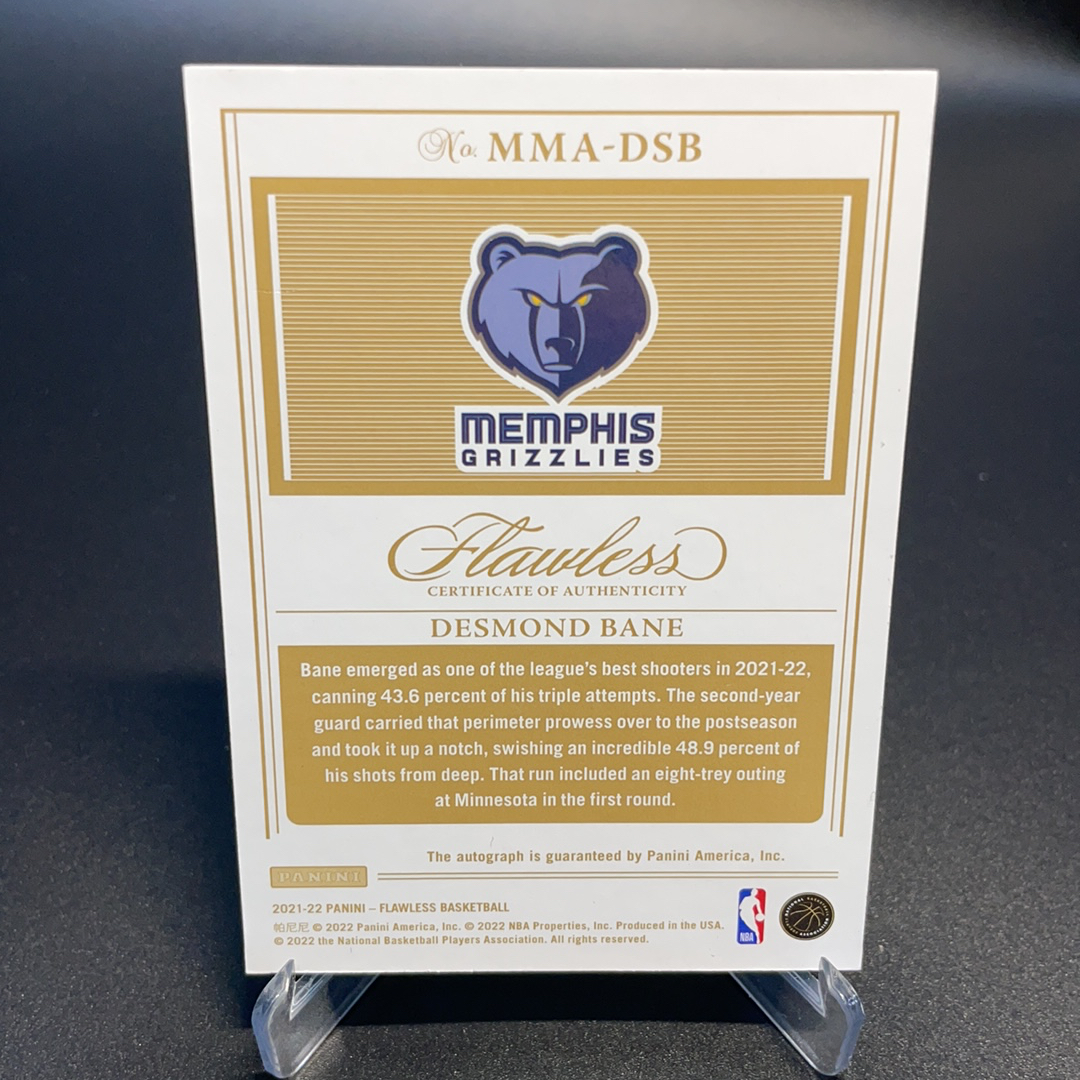 No. MMA-DSB
MEMPHIS
GRIZZLIES
Flawless
CERTIFICATE OF AUTHENTICITY
DESMOND BANE
Bane emerged as one of the league's best shooters in 2021-22,
canning 43.6 percent of his triple attempts. The second-year
guard carried that perimeter prowess over to the postseason
and took it up a notch, swishing an incredible 48.9 percent of
his shots from deep. That run included an eight-trey outing
at Minnesota in the first round.
The autograph is guaranteed by Panini America, Inc.
PANINI
2021-22 PANINI – FLAWLESS BASKETBALL
帕尼尼 © 2022 Panini America, Inc. © 2022 NBA Properties, Inc. Produced in the USA.
© 2022 the National Basketball Players Association. All rights reserved.
NBA